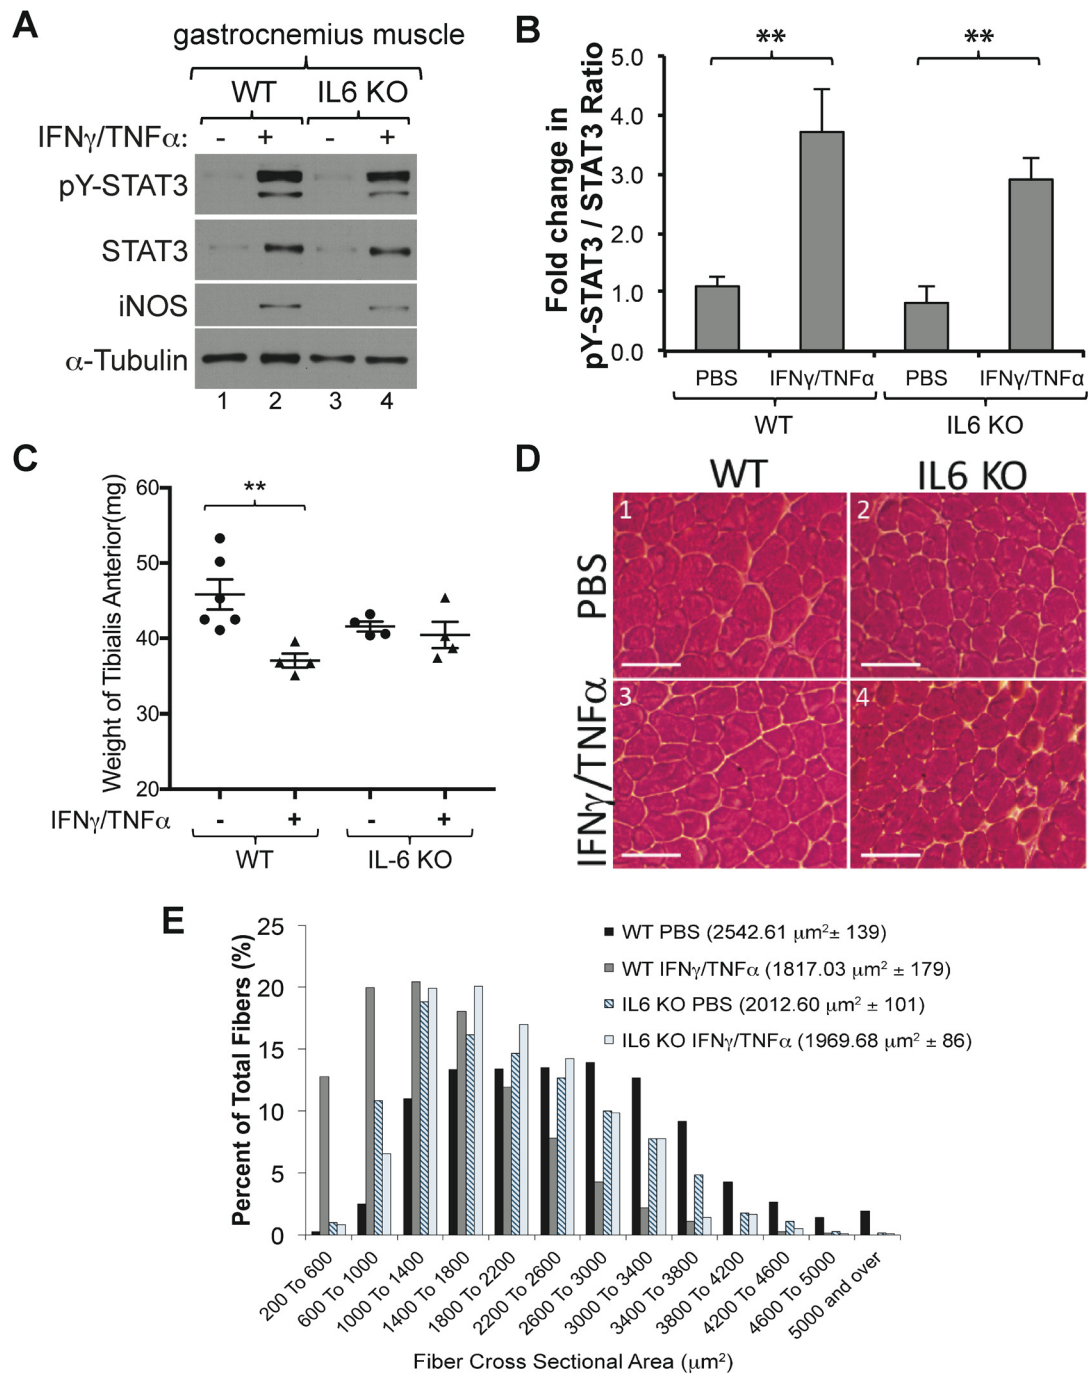 A
gastrocnemius muscle
WT IL6 KO
IFNγ/TNFα: - + - +
pY-STAT3
STAT3
iNOS
α-Tubulin
1 2 3 4
B
Fold change in
pY-STAT3 / STAT3 Ratio
** **
5.0
4.0
3.0
2.0
1.0
0.0
PBS IFNγ/TNFα PBS IFNγ/TNFα
WT IL6 KO
C
Weight of Tibialis Anterior(mg)
**
60
50
40
30
20
IFNγ/TNFα - + - +
WT IL-6 KO
D
WT IL6 KO
PBS
IFNγ/TNFα
1 2
3 4
E
Percent of Total Fibers (%)
25
20
15
10
5
0
WT PBS (2542.61 μm²± 139)
WT IFNγ/TNFα (1817.03 μm² ± 179)
IL6 KO PBS (2012.60 μm² ± 101)
IL6 KO IFNγ/TNFα (1969.68 μm² ± 86)
200 To 600
600 To 1000
1000 To 1400
1400 To 1800
1800 To 2200
2200 To 2600
2600 To 3000
3000 To 3400
3400 To 3800
3800 To 4200
4200 To 4600
4600 To 5000
5000 and over
Fiber Cross Sectional Area (μm²)